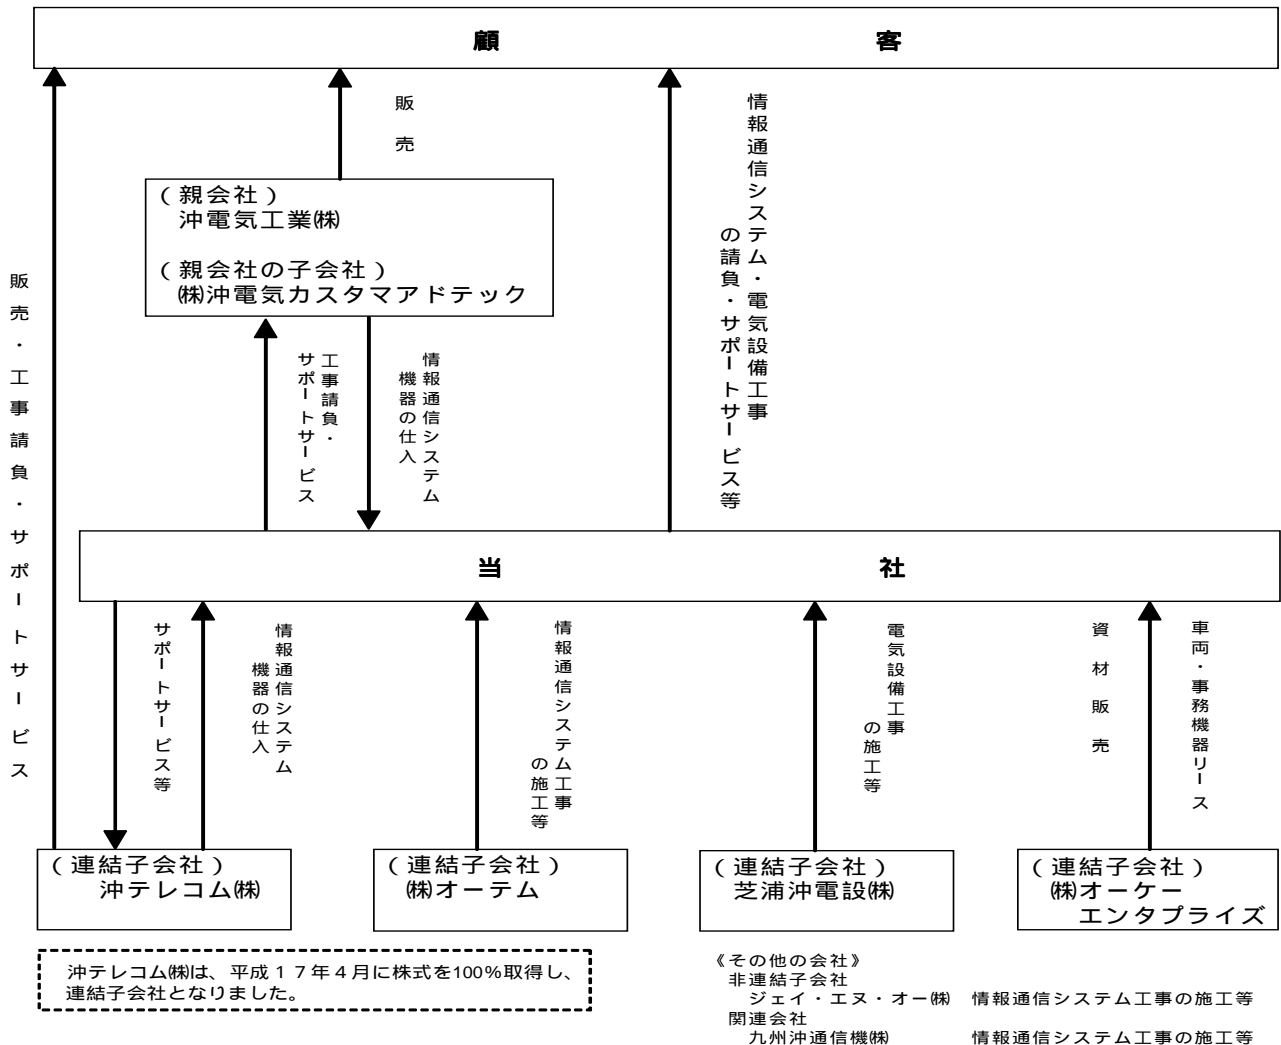 顧客
販売
（親会社）
沖電気工業㈱
（親会社の子会社）
㈱沖電気カスタマアドテック
情報通信システム・電気設備工事
の請負・サポートサービス等
販売・工事請負・サポートサービス
工事請負・
サポートサービス
情報通信システム
機器の仕入
当社
サポートサービス等
情報通信システム
機器の仕入
情報通信システム工事
の施工等
電気設備工事
の施工等
資材販売
車両・事務機器リース
（連結子会社）
沖テレコム㈱
（連結子会社）
㈱オーテム
（連結子会社）
芝浦沖電設㈱
（連結子会社）
㈱オーケー
エンタプライズ
沖テレコム㈱は、平成１７年４月に株式を100％取得し、
連結子会社となりました。
《その他の会社》
非連結子会社
ジェイ・エヌ・オー㈱　情報通信システム工事の施工等
関連会社
九州沖通信機㈱　情報通信システム工事の施工等